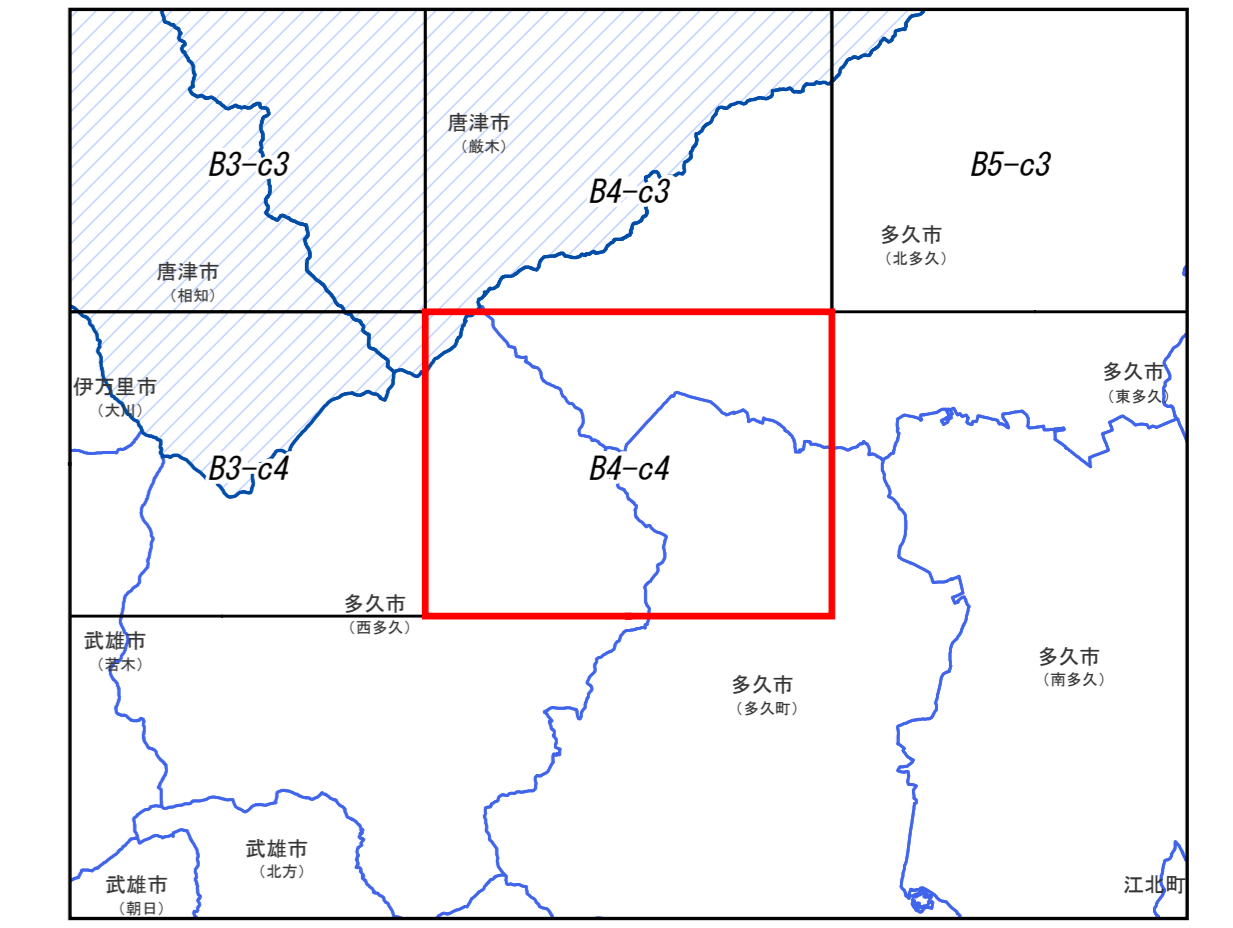 唐津市
（厳木）
B3-c3
B4-c3
B5-c3
多久市
（北多久）
唐津市
（相知）
伊万里市
（大川）
多久市
（東多久）
B3-c4
B4-c4
多久市
（西多久）
武雄市
（若木）
多久市
（多久町）
多久市
（南多久）
武雄市
（北方）
武雄市
（朝日）
江北町